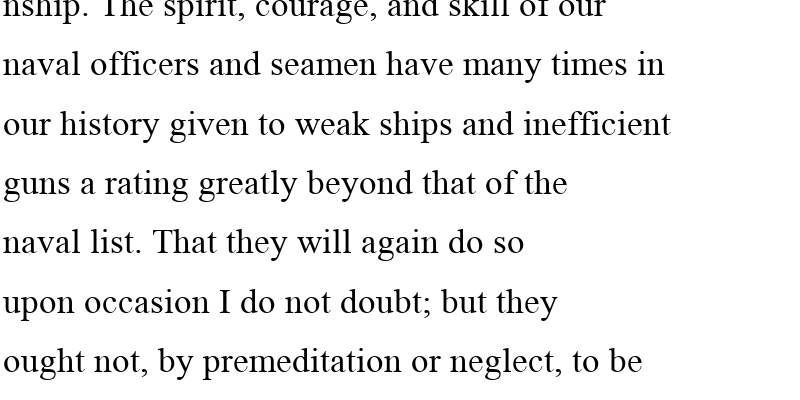 nship. The spirit, courage, and skill of our
naval officers and seamen have many times in
our history given to weak ships and inefficient
guns a rating greatly beyond that of the
naval list. That they will again do so
upon occasion I do not doubt; but they
ought not, by premeditation or neglect, to be